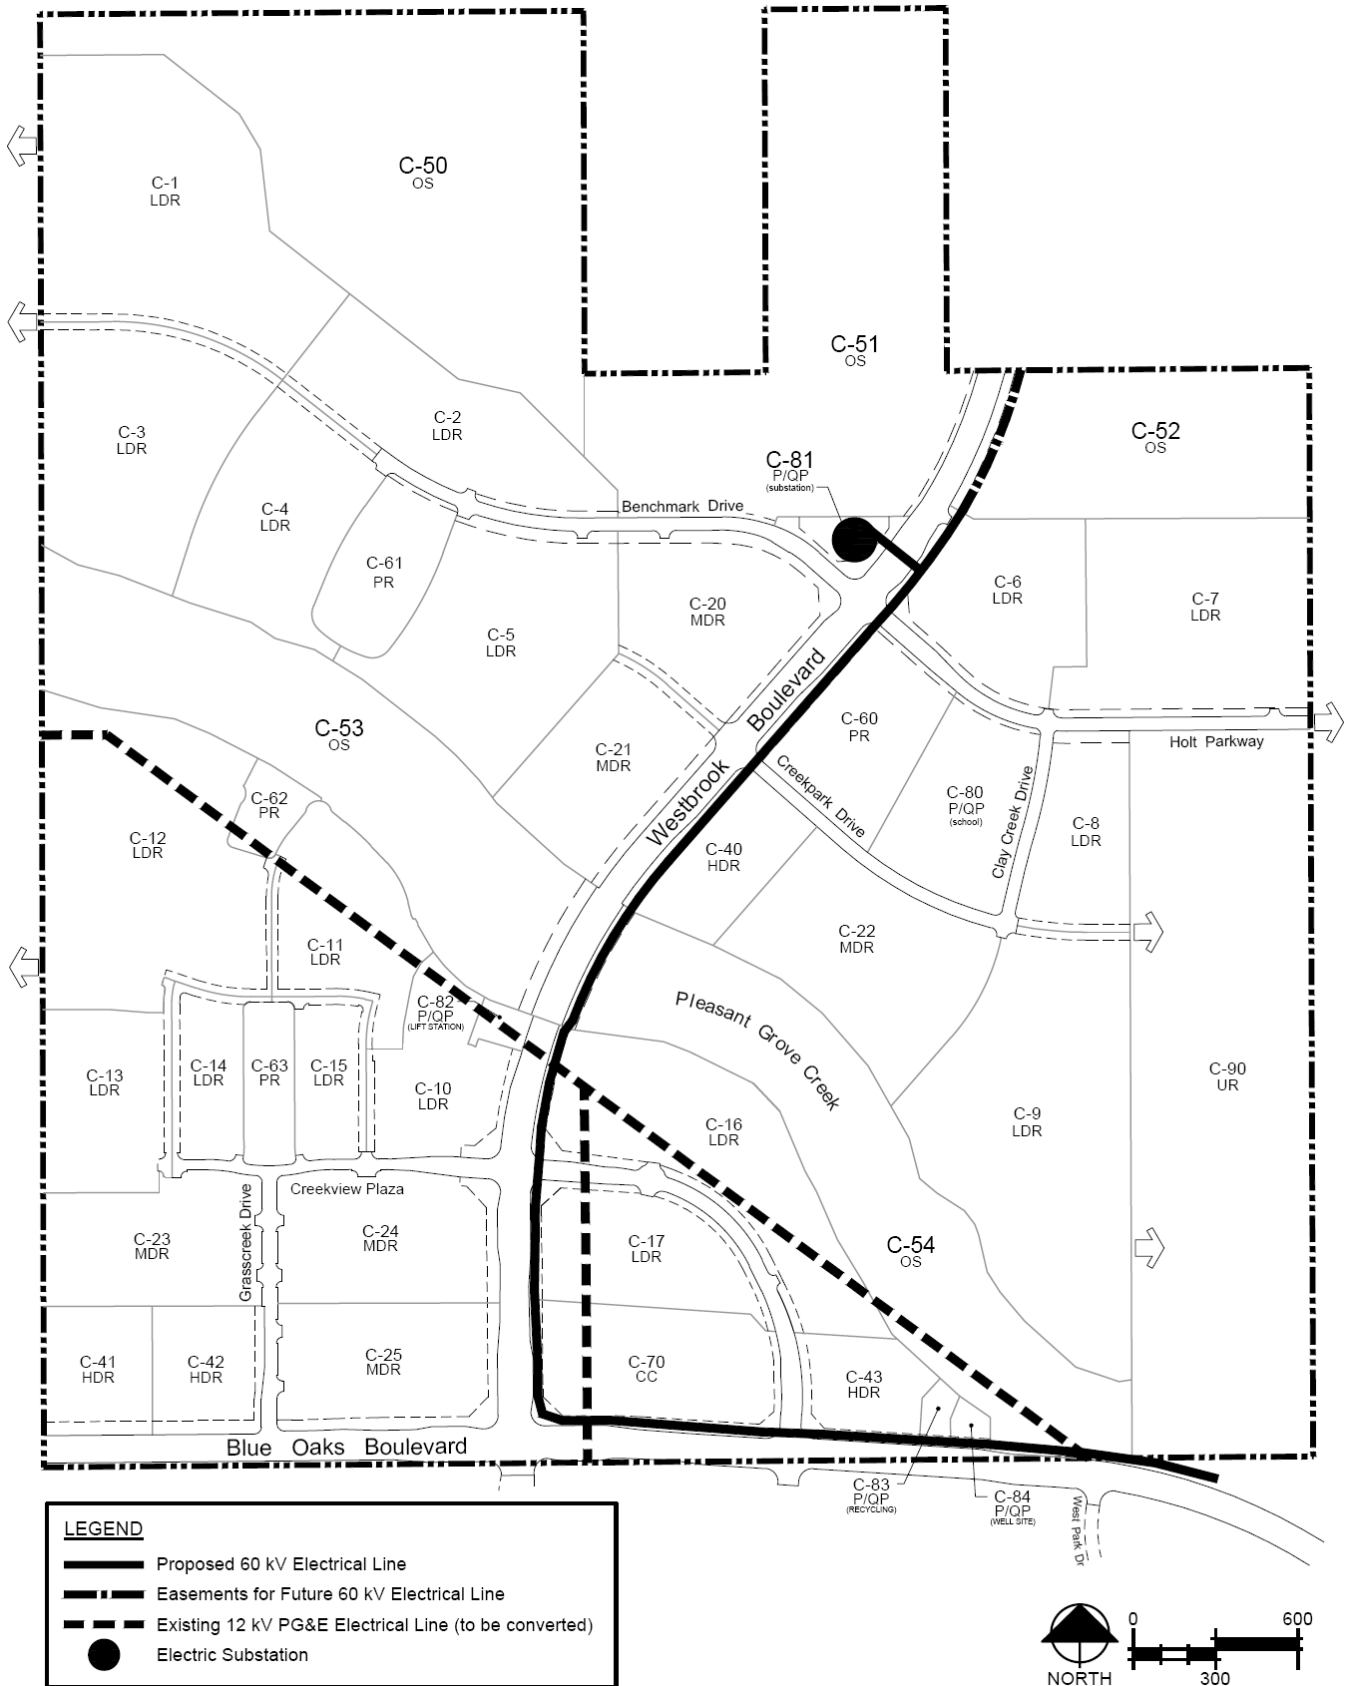 C-50
OS
C-1
LDR
C-51
OS
C-2
LDR
C-3
LDR
C-52
OS
C-81
P/QP
(substation)
C-4
LDR
Benchmark Drive
C-61
PR
C-6
LDR
C-7
LDR
C-20
MDR
C-5
LDR
Westbrook Boulevard
C-53
OS
C-60
PR
C-21
MDR
Holt Parkway
Creekpark Drive
C-80
P/QP
(school)
Clay Creek Drive
C-62
PR
C-12
LDR
C-8
LDR
C-40
HDR
C-22
MDR
C-11
LDR
C-82
P/QP
(LIFT STATION)
Pleasant Grove Creek
C-13
LDR
C-14
LDR
C-63
PR
C-15
LDR
C-10
LDR
C-90
UR
C-16
LDR
C-9
LDR
Creekview Plaza
Grasscreek Drive
C-23
MDR
C-24
MDR
C-17
LDR
C-54
OS
C-41
HDR
C-42
HDR
C-25
MDR
C-70
CC
C-43
HDR
Blue Oaks Boulevard
C-83
P/QP
(RECYCLING)
C-84
P/QP
(WELL SITE)
West Park Dr
LEGEND
Proposed 60 kV Electrical Line
Easements for Future 60 kV Electrical Line
Existing 12 kV PG&E Electrical Line (to be converted)
Electric Substation
NORTH
0 600
300